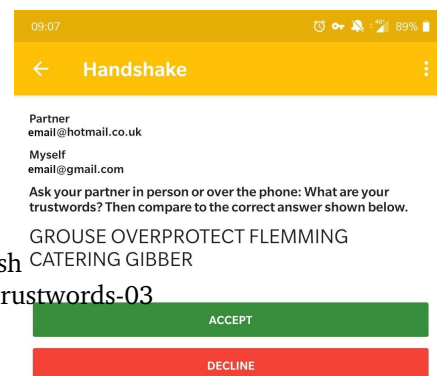 09:07 4G+ 89%
Handshake
Partner
email@hotmail.co.uk
Myself
email@gmail.com
Ask your partner in person or over the phone: What are your
trustwords? Then compare to the correct answer shown below.
GROUSE OVERPROTECT FLEMMING
sh CATERING GIBBER
rustwords-03
ACCEPT
DECLINE